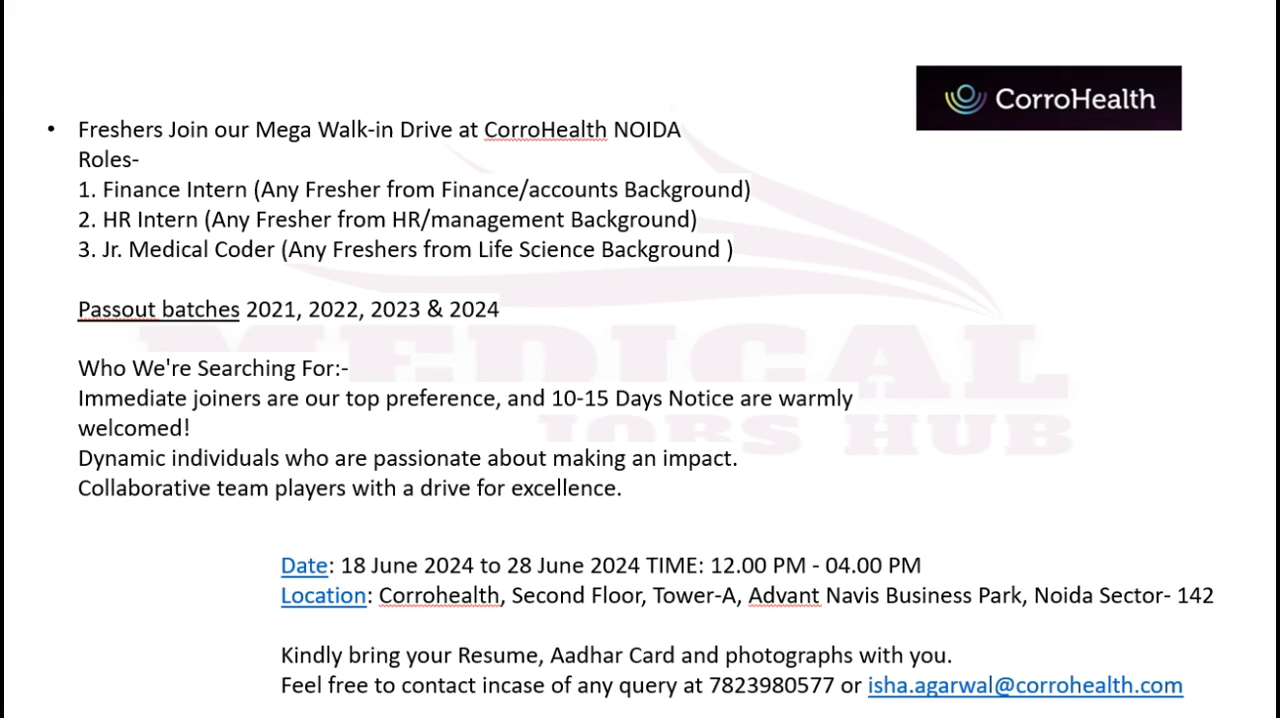 CorroHealth
• Freshers Join our Mega Walk-in Drive at CorroHealth NOIDA
Roles-
1. Finance Intern (Any Fresher from Finance/accounts Background)
2. HR Intern (Any Fresher from HR/management Background)
3. Jr. Medical Coder (Any Freshers from Life Science Background )
Passout batches 2021, 2022, 2023 & 2024
Who We're Searching For:-
Immediate joiners are our top preference, and 10-15 Days Notice are warmly
welcomed!
Dynamic individuals who are passionate about making an impact.
Collaborative team players with a drive for excellence.
MEDICAL
JOBS HUB
Date: 18 June 2024 to 28 June 2024 TIME: 12.00 PM - 04.00 PM
Location: Corrohealth, Second Floor, Tower-A, Advant Navis Business Park, Noida Sector- 142
Kindly bring your Resume, Aadhar Card and photographs with you.
Feel free to contact incase of any query at 7823980577 or isha.agarwal@corrohealth.com